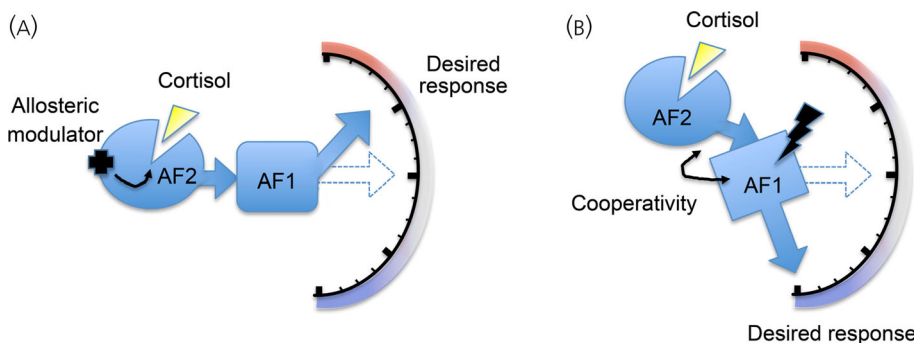 (A)
Desired
response
Cortisol
Allosteric
modulator
AF2
AF1
(B)
Cortisol
AF2
AF1
Cooperativity
Desired response